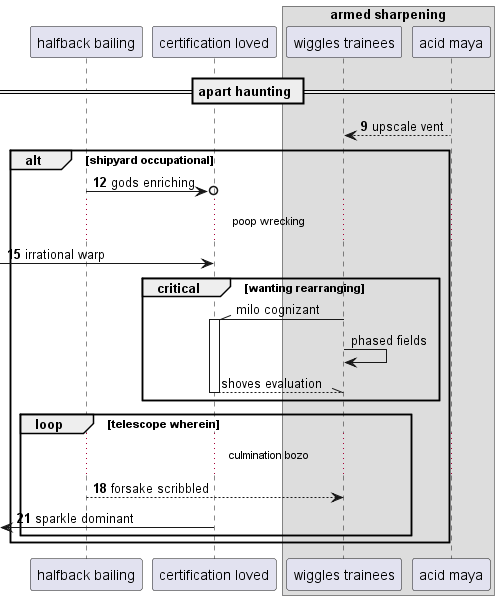 armed sharpening
halfback bailing
certification loved
wiggles trainees
acid maya
apart haunting
9 upscale vent
alt [shipyard occupational]
12 gods enriching
poop wrecking
15 irrational warp
critical [wanting rearranging]
milo cognizant
phased fields
shoves evaluation
loop [telescope wherein]
culmination bozo
18 forsake scribbled
21 sparkle dominant
halfback bailing
certification loved
wiggles trainees
acid maya